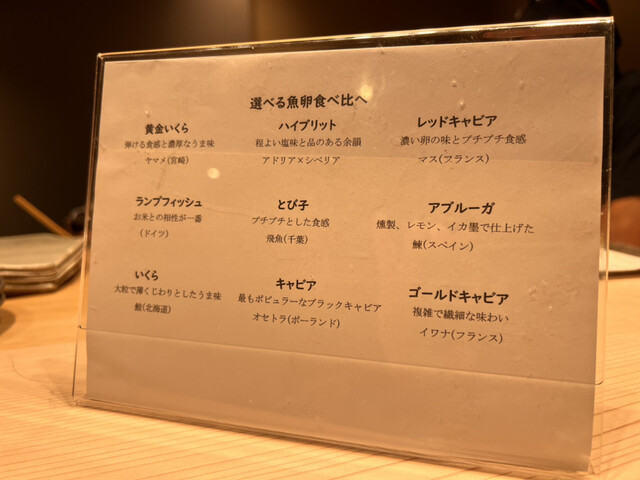 選べる魚卵食べ比べ
黄金いくら
弾ける食感と濃厚なうま味
ヤマメ(宮崎)
ハイブリット
程よい塩味と品のある余韻
アドリア×シベリア
レッドキャビア
濃い卵の味とプチプチ食感
マス(フランス)
ランプフィッシュ
お米との相性が一番
(ドイツ)
とび子
プチプチとした食感
飛魚(千葉)
アブルーガ
燻製、レモン、イカ墨で仕上げた
鰊(スペイン)
いくら
大粒で薄くじわりとしたうま味
鮭(北海道)
キャビア
最もポピュラーなブラックキャビア
オセトラ(ポーランド)
ゴールドキャビア
複雑で繊細な味わい
イワナ(フランス)